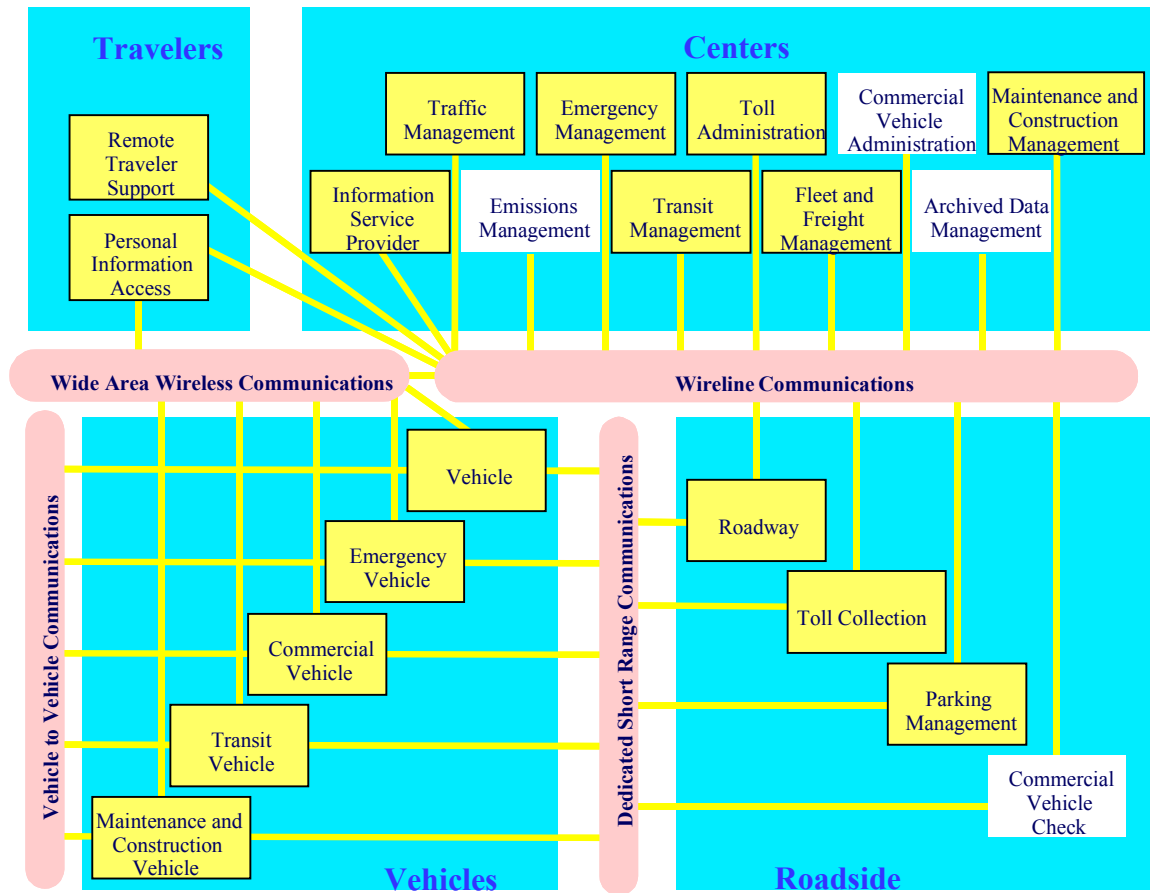 Travelers
Remote
Traveler
Support
Personal
Information
Access
Centers
Traffic
Management
Emergency
Management
Toll
Administration
Commercial
Vehicle
Administration
Maintenance and
Construction
Management
Information
Service
Provider
Emissions
Management
Transit
Management
Fleet and
Freight
Management
Archived Data
Management
Wide Area Wireless Communications
Wireline Communications
Vehicle to Vehicle Communications
Vehicle
Emergency
Vehicle
Commercial
Vehicle
Transit
Vehicle
Maintenance and
Construction
Vehicle
Vehicles
Dedicated Short Range Communications
Roadway
Toll Collection
Parking
Management
Commercial
Vehicle
Check
Roadside